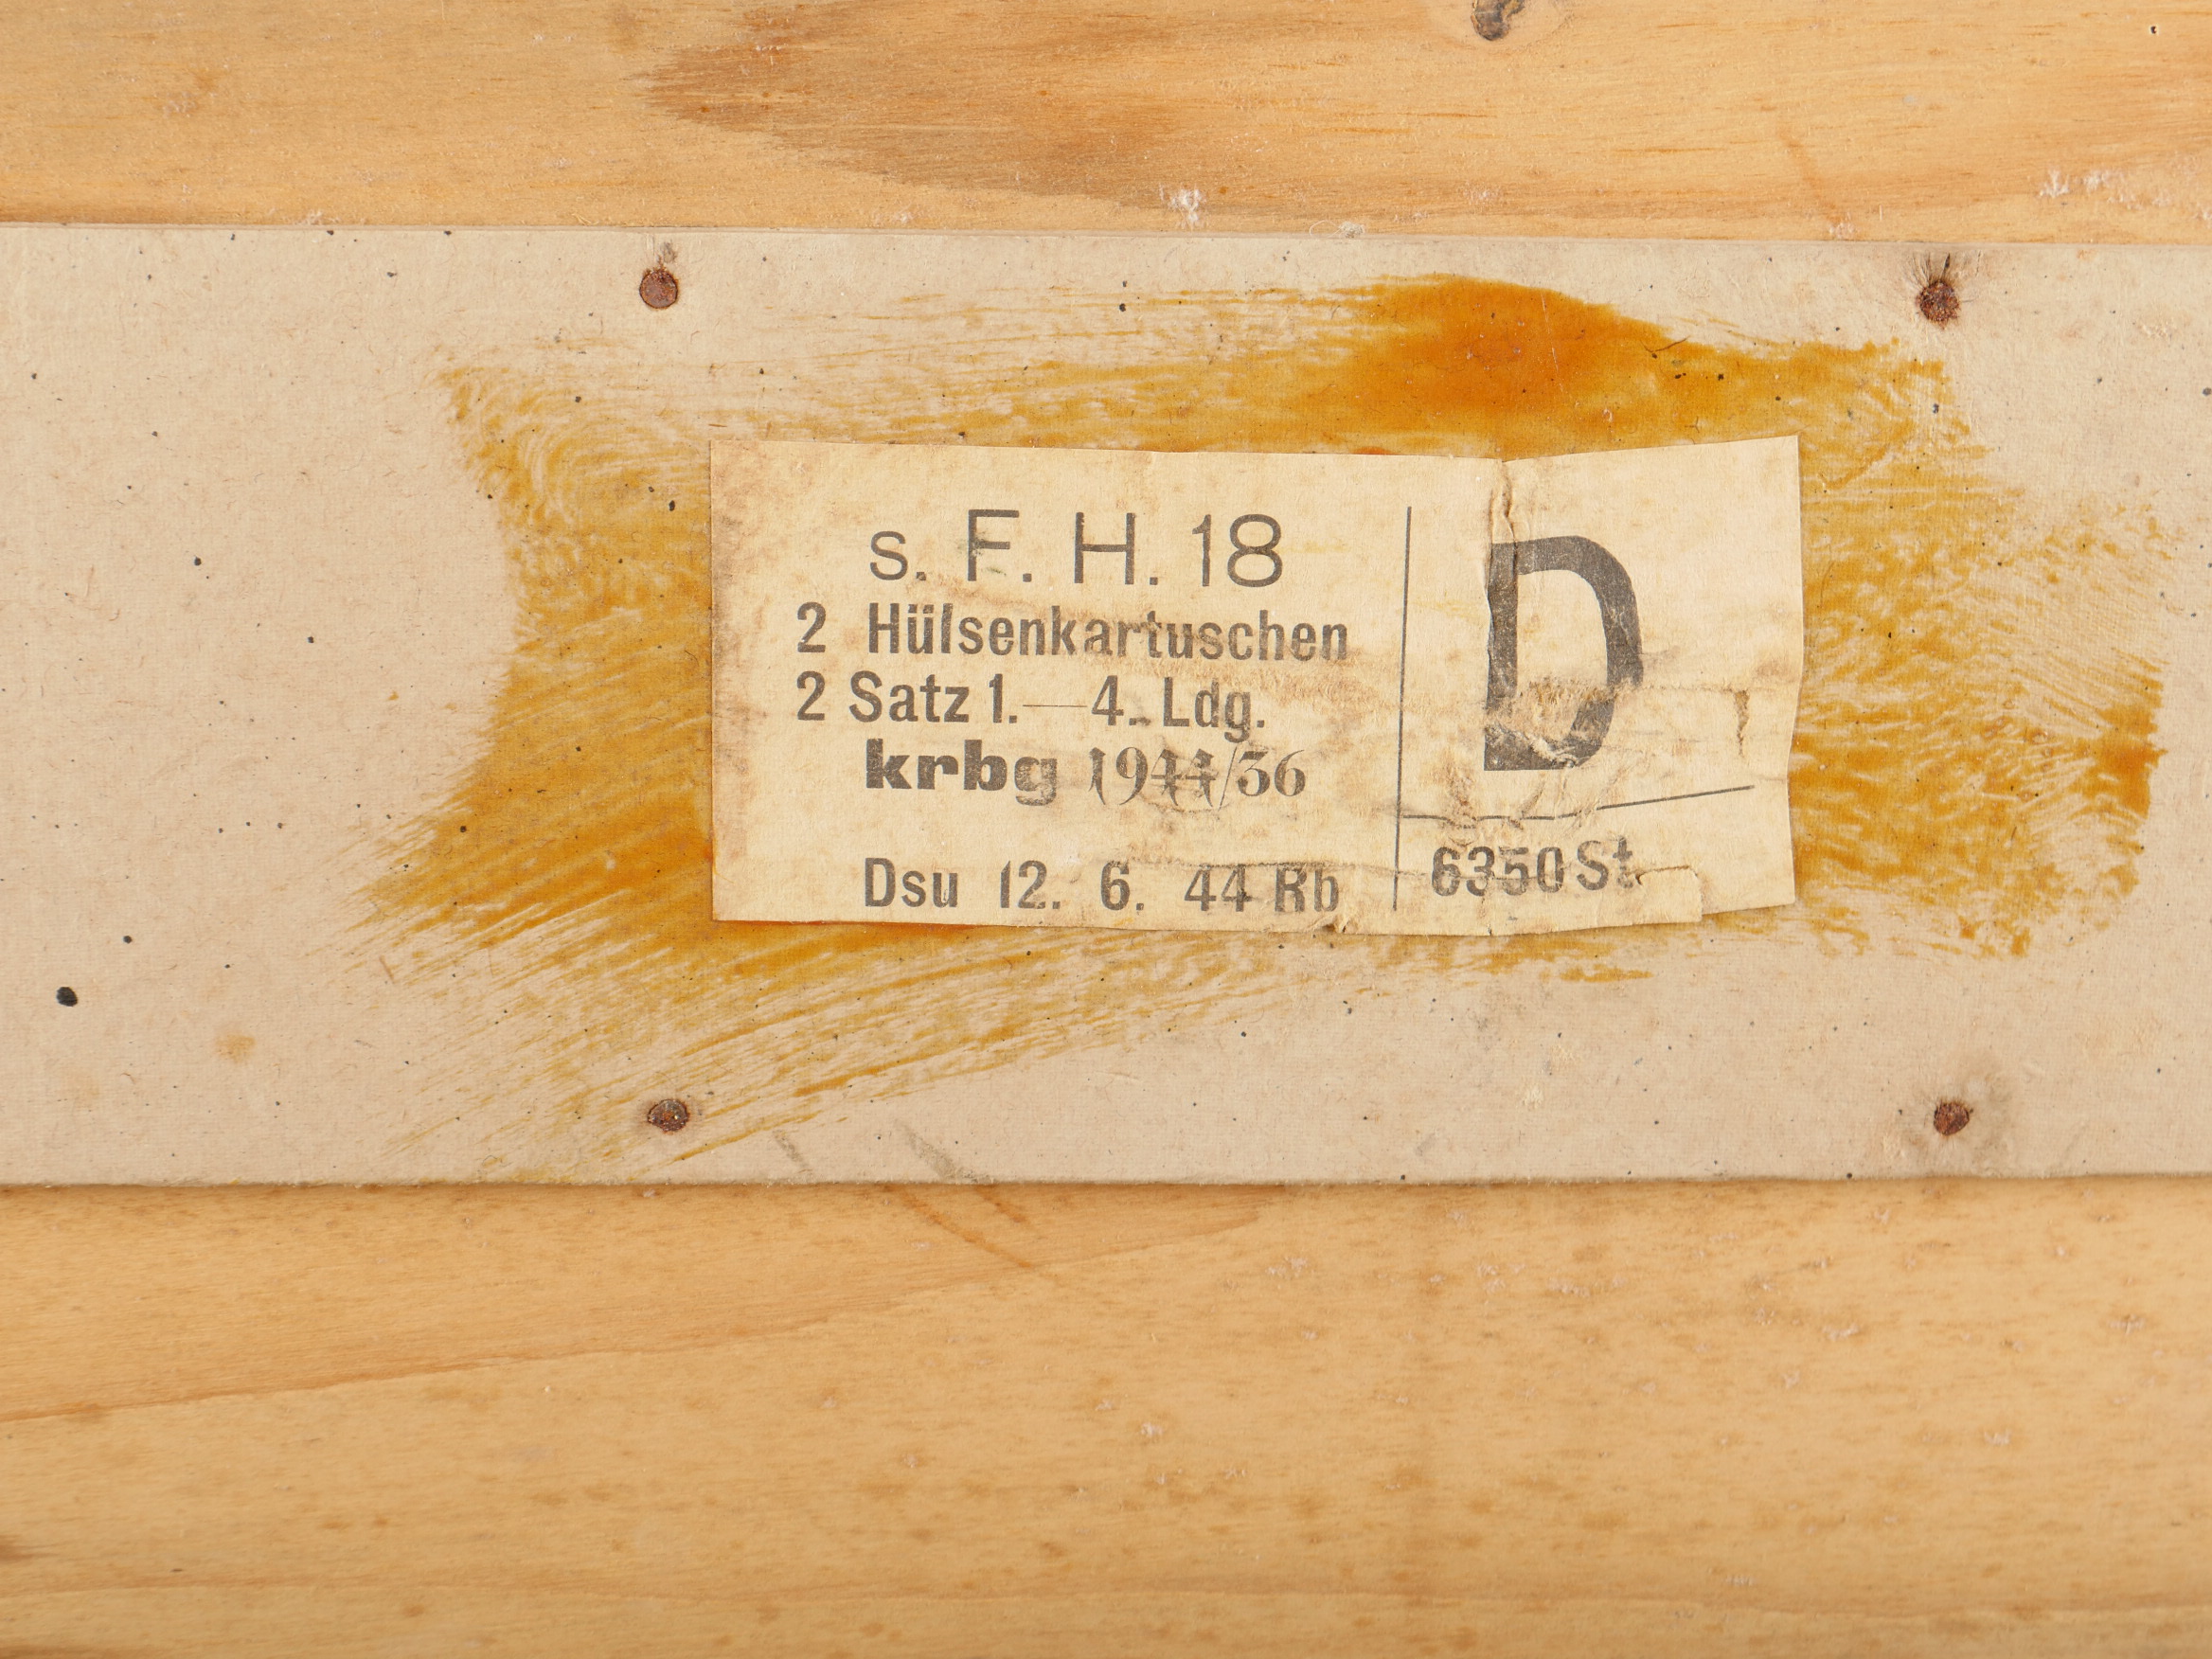 s. F. H. 18
2 Hülsenkartuschen
2 Satz 1. — 4. Ldg.
krbg 1944/36
Dsu 12. 6. 44 Rb
D
6350 St.